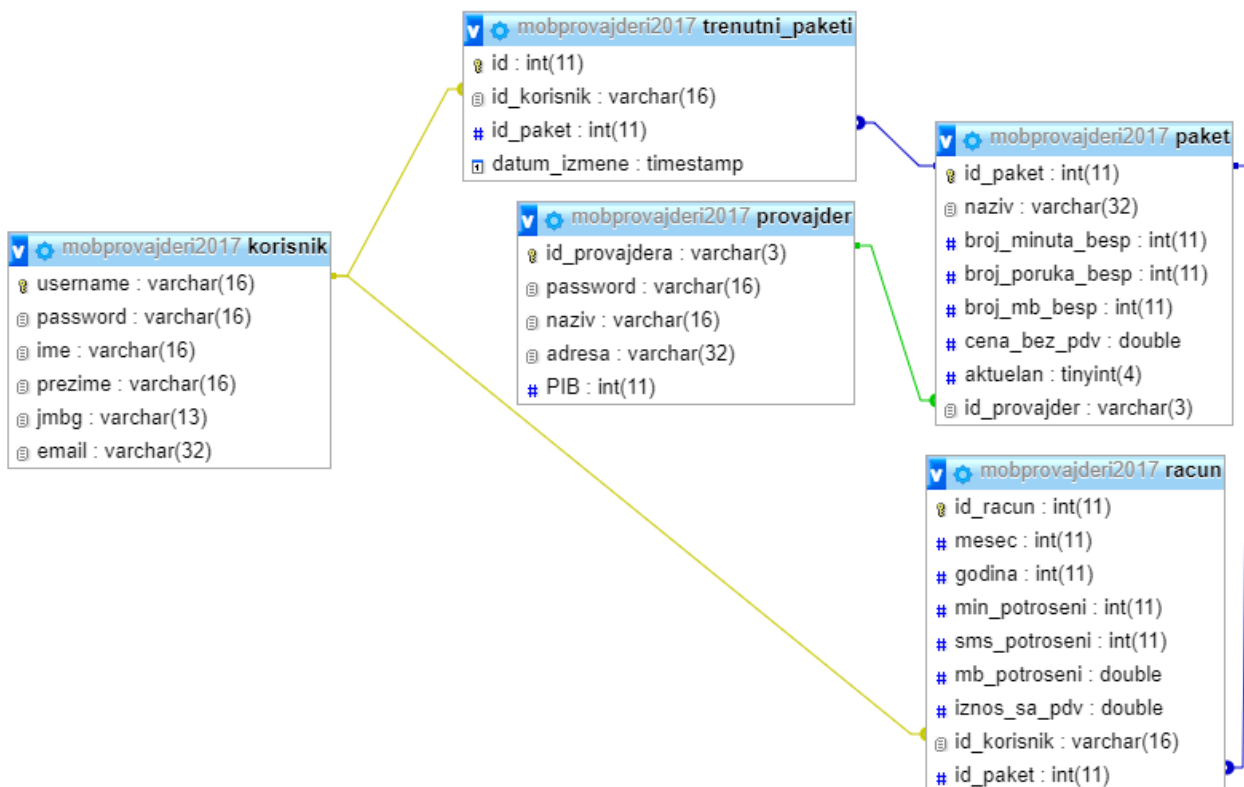 mobprovajderi2017 trenutni_paketi
id : int(11)
id_korisnik : varchar(16)
id_paket : int(11)
datum_izmene : timestamp
mobprovajderi2017 paket
id_paket : int(11)
naziv : varchar(32)
broj_minuta_besp : int(11)
broj_poruka_besp : int(11)
broj_mb_besp : int(11)
cena_bez_pdv : double
aktuelan : tinyint(4)
id_provajder : varchar(3)
mobprovajderi2017 provajder
id_provajdera : varchar(3)
password : varchar(16)
naziv : varchar(16)
adresa : varchar(32)
PIB : int(11)
mobprovajderi2017 korisnik
username : varchar(16)
password : varchar(16)
ime : varchar(16)
prezime : varchar(16)
jmbg : varchar(13)
email : varchar(32)
mobprovajderi2017 racun
id_racun : int(11)
mesec : int(11)
godina : int(11)
min_potroseni : int(11)
sms_potroseni : int(11)
mb_potroseni : double
iznos_sa_pdv : double
id_korisnik : varchar(16)
id_paket : int(11)